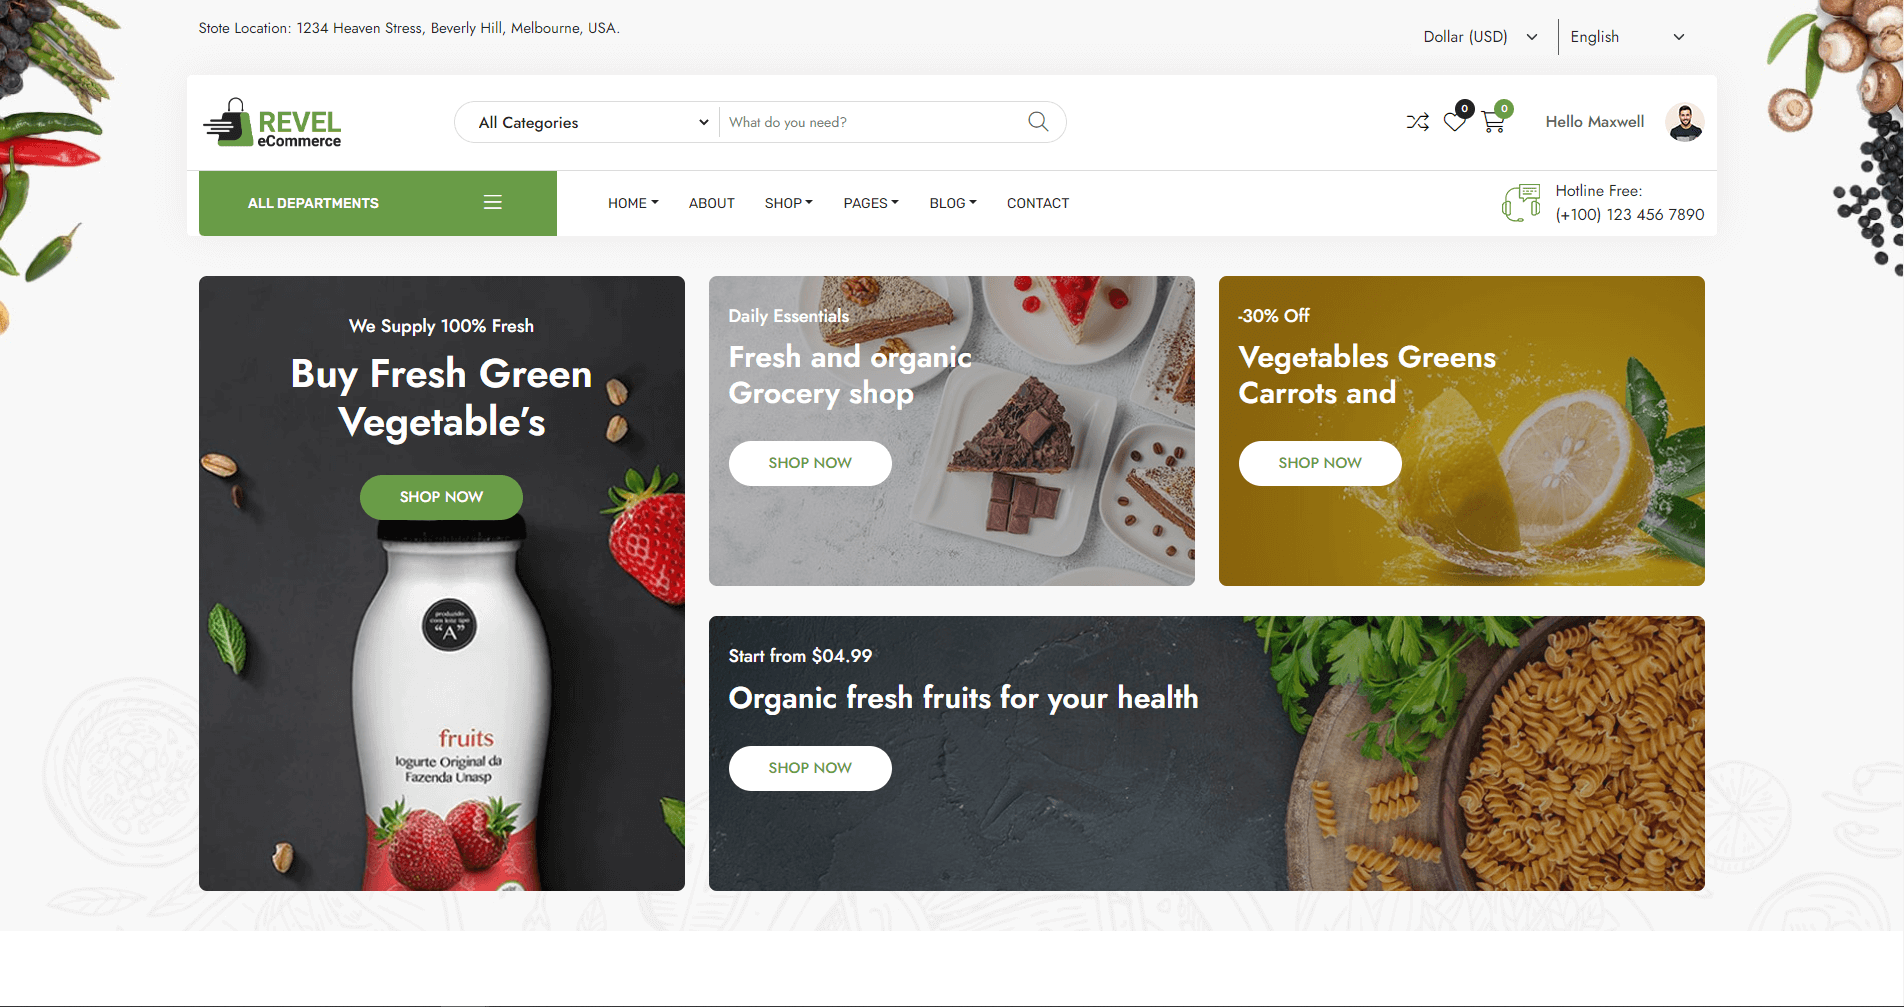 Stote Location: 1234 Heaven Stress, Beverly Hill, Melbourne, USA.
Dollar (USD)
English
REVEL
eCommerce
All Categories
What do you need?
0
0
Hello Maxwell
ALL DEPARTMENTS
HOME
ABOUT
SHOP
PAGES
BLOG
CONTACT
Hotline Free:
(+100) 123 456 7890
We Supply 100% Fresh
Buy Fresh Green
Vegetable’s
SHOP NOW
produzido
com leite tipo
“A”
fruits
Iogurte Original da
Fazenda Unasp
Daily Essentials
Fresh and organic
Grocery shop
SHOP NOW
-30% Off
Vegetables Greens
Carrots and
SHOP NOW
Start from $04.99
Organic fresh fruits for your health
SHOP NOW